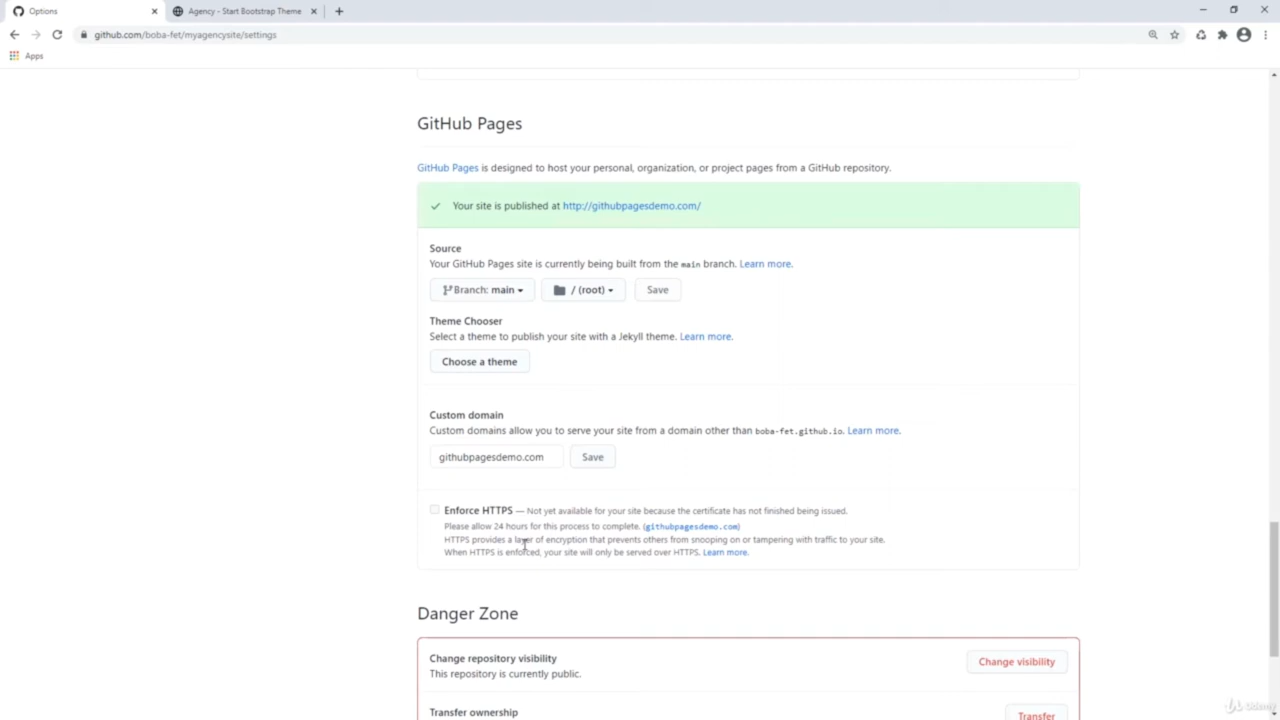 Options
Agency - Start Bootstrap Theme
github.com/boba-fet/myagencysite/settings
Apps
GitHub Pages
GitHub Pages is designed to host your personal, organization, or project pages from a GitHub repository.
Your site is published at http://githubpagesdemo.com/
Source
Your GitHub Pages site is currently being built from the main branch. Learn more.
Branch: main
/ (root)
Save
Theme Chooser
Select a theme to publish your site with a Jekyll theme. Learn more.
Choose a theme
Custom domain
Custom domains allow you to serve your site from a domain other than boba-fet.github.io. Learn more.
githubpagesdemo.com
Save
Enforce HTTPS — Not yet available for your site because the certificate has not finished being issued.
Please allow 24 hours for this process to complete. (githubpagesdemo.com)
HTTPS provides a layer of encryption that prevents others from snooping on or tampering with traffic to your site.
When HTTPS is enforced, your site will only be served over HTTPS. Learn more.
Danger Zone
Change repository visibility
This repository is currently public.
Change visibility
Transfer ownership
Transfer
Udemy